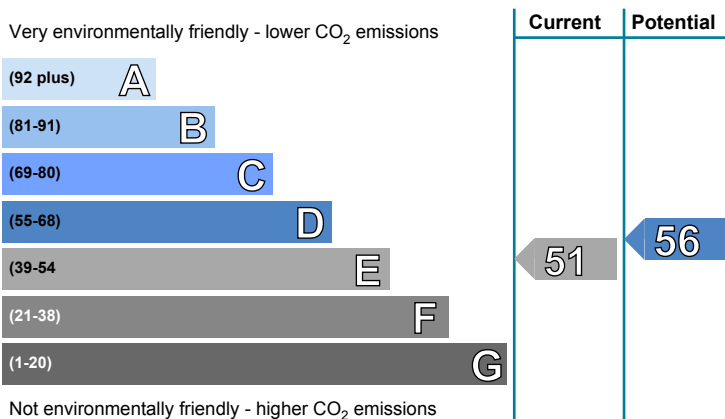 Very environmentally friendly - lower CO2 emissions
Current
Potential
(92 plus) A
(81-91) B
(69-80) C
(55-68) D
(39-54 E
(21-38) F
(1-20) G
51
56
Not environmentally friendly - higher CO2 emissions